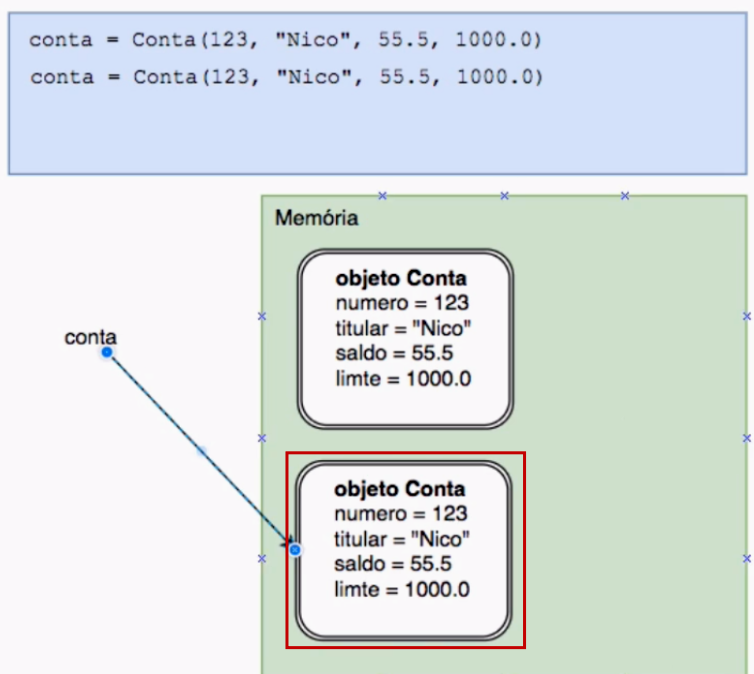 conta = Conta(123, "Nico", 55.5, 1000.0)
conta = Conta(123, "Nico", 55.5, 1000.0)
Memória
objeto Conta
numero = 123
titular = "Nico"
saldo = 55.5
limte = 1000.0
conta
objeto Conta
numero = 123
titular = "Nico"
saldo = 55.5
limte = 1000.0